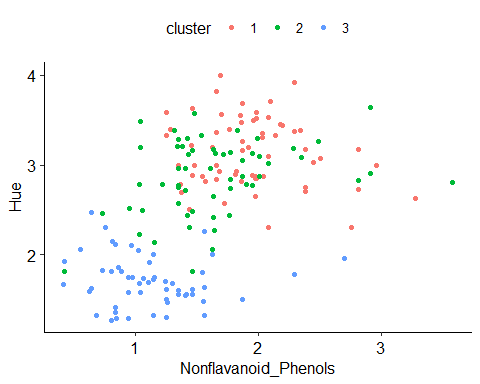 cluster 1 2 3
4
3
2
Hue
1 2 3
Nonflavanoid_Phenols